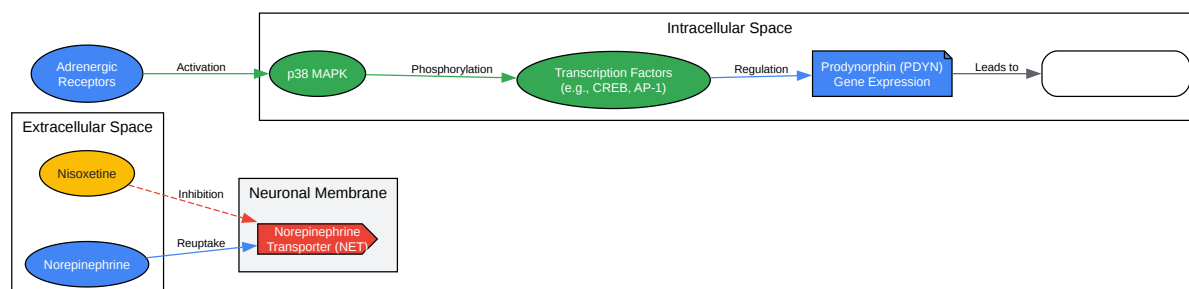 Intracellular Space
Adrenergic
Receptors
Activation
p38 MAPK
Phosphorylation
Transcription Factors
(e.g., CREB, AP-1)
Regulation
Prodynorphin (PDYN)
Gene Expression
Leads to
Extracellular Space
Nisoxetine
Inhibition
Neuronal Membrane
Norepinephrine
Transporter (NET)
Reuptake
Norepinephrine